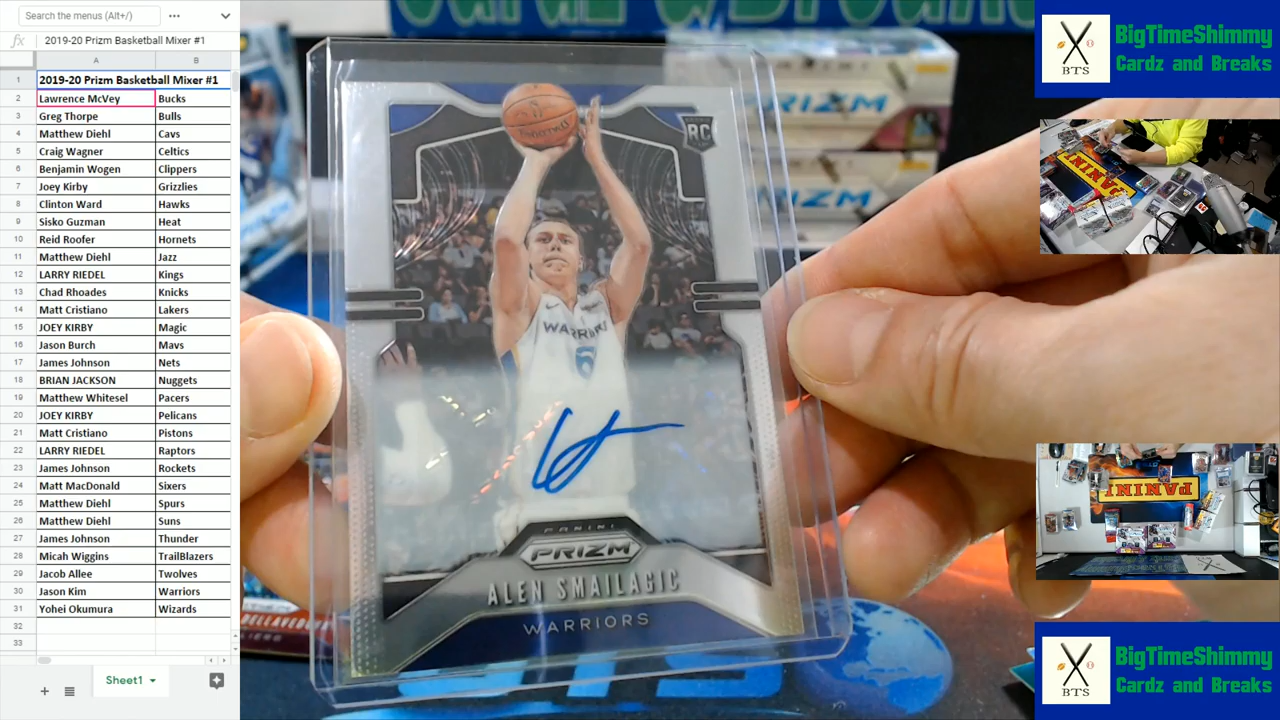 Search the menus (Alt+/)
fx 2019-20 Prizm Basketball Mixer #1
A B
1 2019-20 Prizm Basketball Mixer #1
2 Lawrence McVey Bucks
3 Greg Thorpe Bulls
4 Matthew Diehl Cavs
5 Craig Wagner Celtics
6 Benjamin Wogen Clippers
7 Joey Kirby Grizzlies
8 Clinton Ward Hawks
9 Sisko Guzman Heat
10 Reid Roofer Hornets
11 Matthew Diehl Jazz
12 LARRY RIEDEL Kings
13 Chad Rhoades Knicks
14 Matt Cristiano Lakers
15 JOEY KIRBY Magic
16 Jason Burch Mavs
17 James Johnson Nets
18 BRIAN JACKSON Nuggets
19 Matthew Whitesel Pacers
20 JOEY KIRBY Pelicans
21 Matt Cristiano Pistons
22 LARRY RIEDEL Raptors
23 James Johnson Rockets
24 Matt MacDonald Sixers
25 Matthew Diehl Spurs
26 Matthew Diehl Suns
27 James Johnson Thunder
28 Micah Wiggins TrailBlazers
29 Jacob Allee Twolves
30 Jason Kim Warriors
31 Yohei Okumura Wizards
32
33
Sheet1
RC
WARRIORS
6
PANINI
PRIZM
ALEN SMAILAGIC
WARRIORS
PRIZM
PRIZM
BTS
BTS
BigTimeShimmy
Cardz and Breaks
PANINI
PANINI
BTS
BigTimeShimmy
Cardz and Breaks